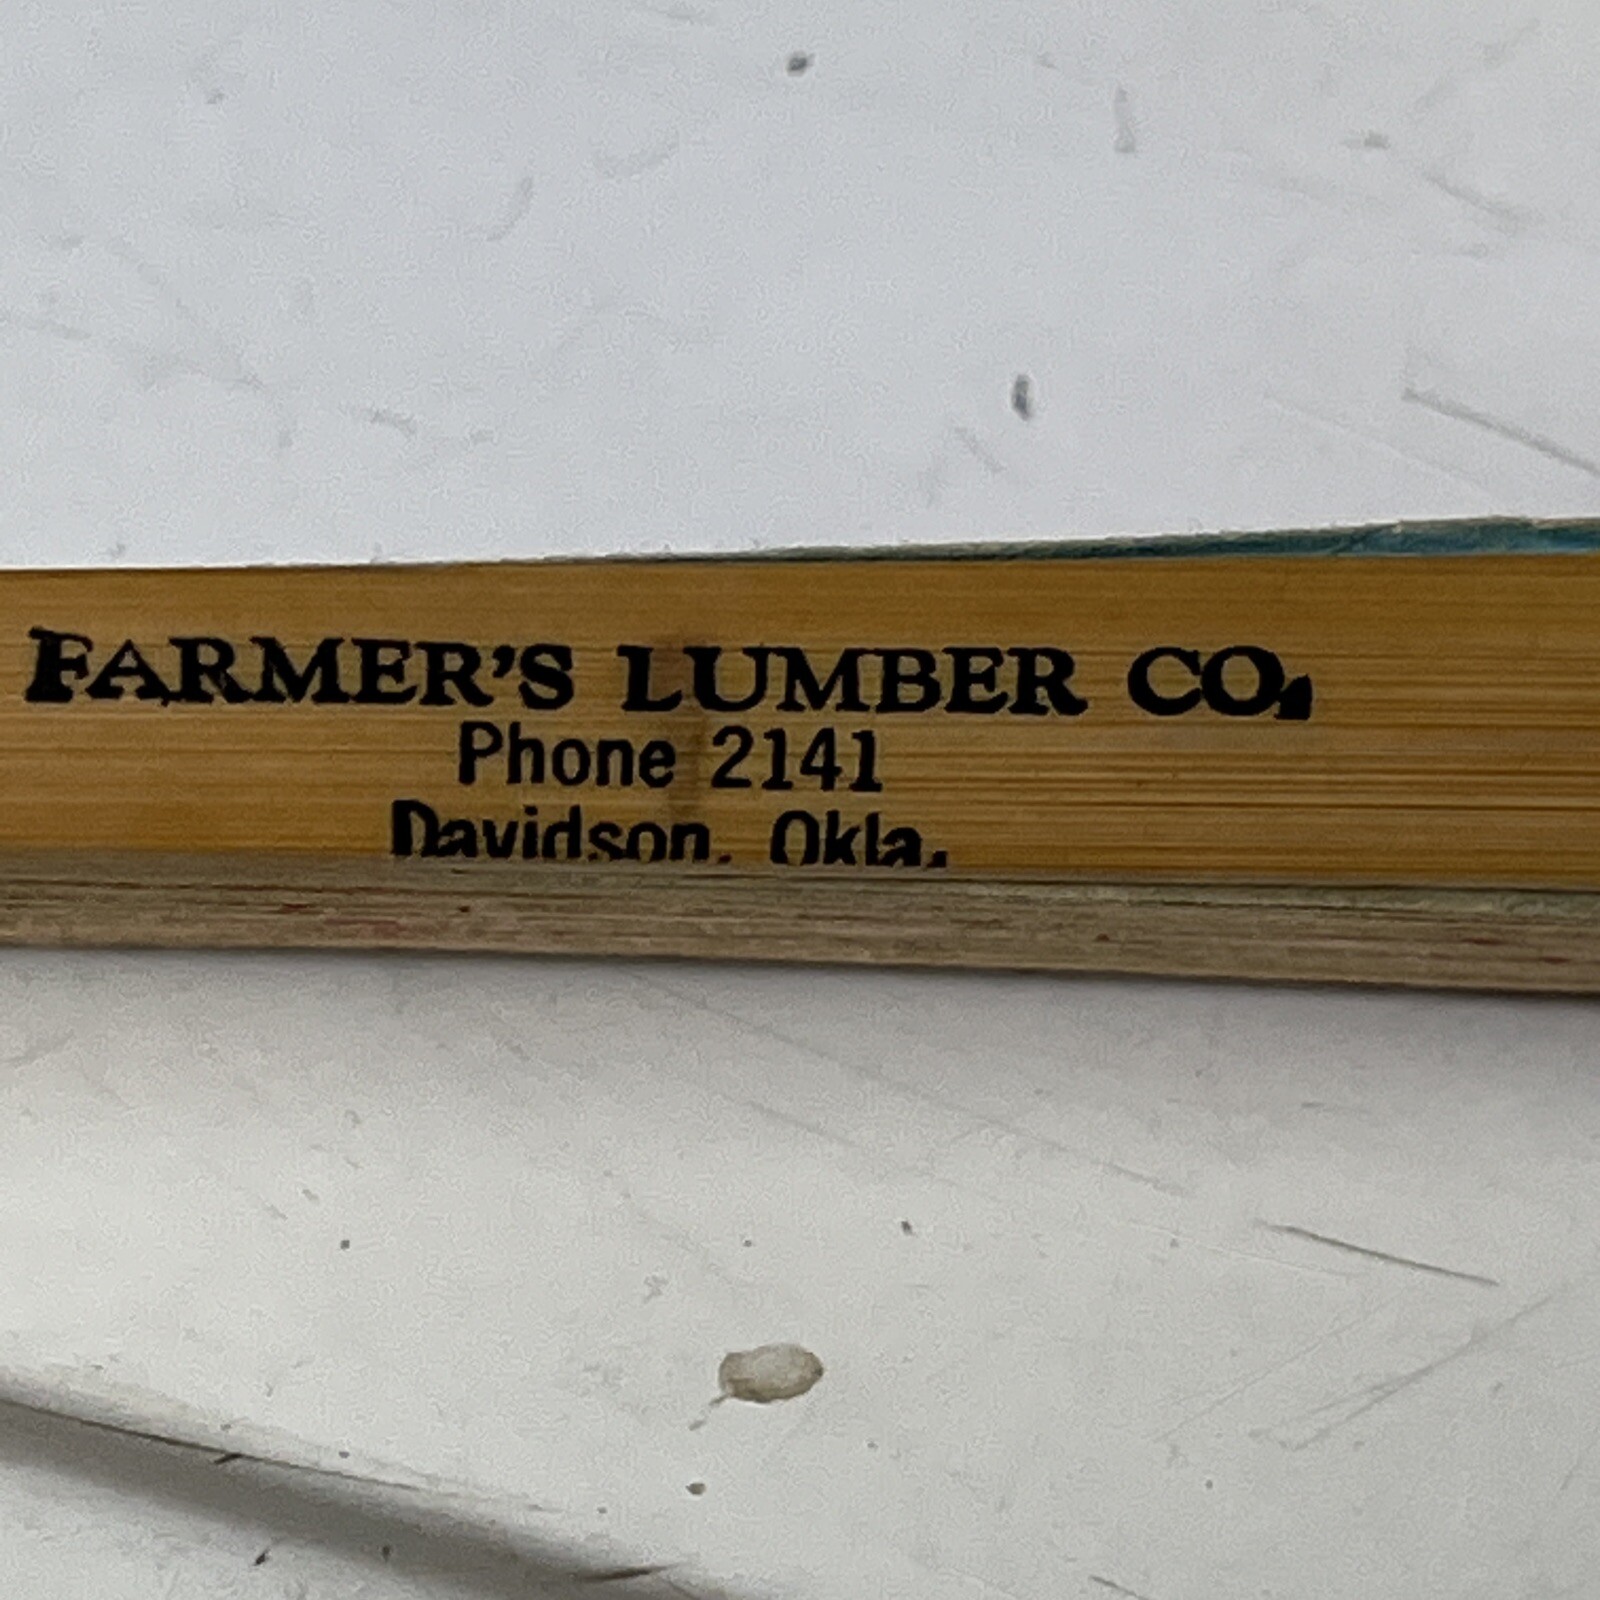 FARMER'S LUMBER CO.
Phone 2141
Davidson, Okla.